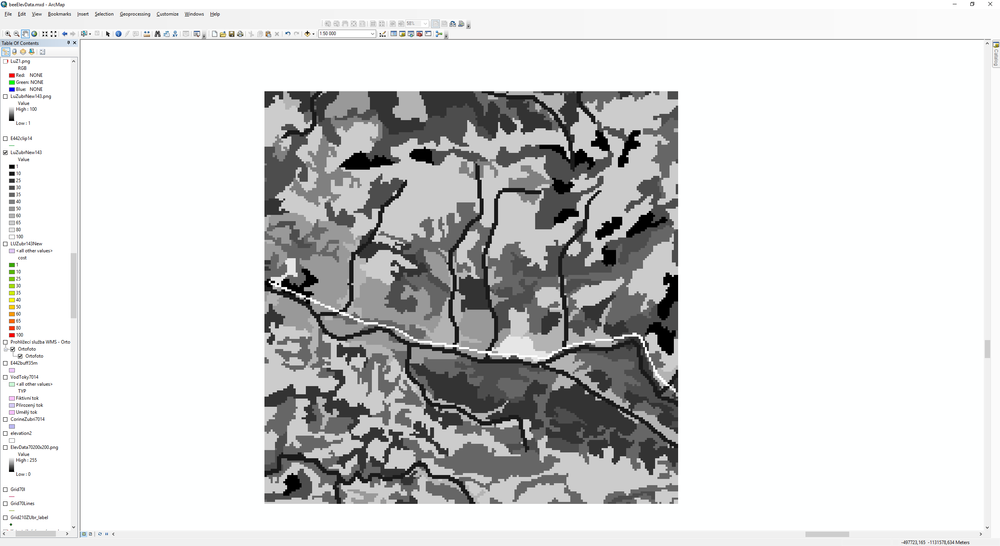 beeElevData.mxd - ArcMap
File Edit View Bookmarks Insert Selection Geoprocessing Customize Windows Help
58%
1:50 000
Table Of Contents
LuZ1.png
RGB
Red: NONE
Green: NONE
Blue: NONE
LuZubrNew143.png
Value
High : 100
Low : 1
E442clip14
LuZubrNew143
Value
1
10
25
30
35
40
50
60
65
80
100
LUZubr143New
<all other values>
cost
1
10
25
30
35
40
50
60
65
80
100
Prohlížecí služba WMS - Orto
Ortofoto
Ortofoto
E442buff35m
VodToky7014
<all other values>
TYP
Fiktivní tok
Přirozený tok
Umělý tok
CorineZubri7014
elevation2
ElevData70200x200.png
Value
High : 255
Low : 0
Grid70l
Grid70Lines
Grid210ZUbr_label
Catalog
-497723,165 -1131578,634 Meters